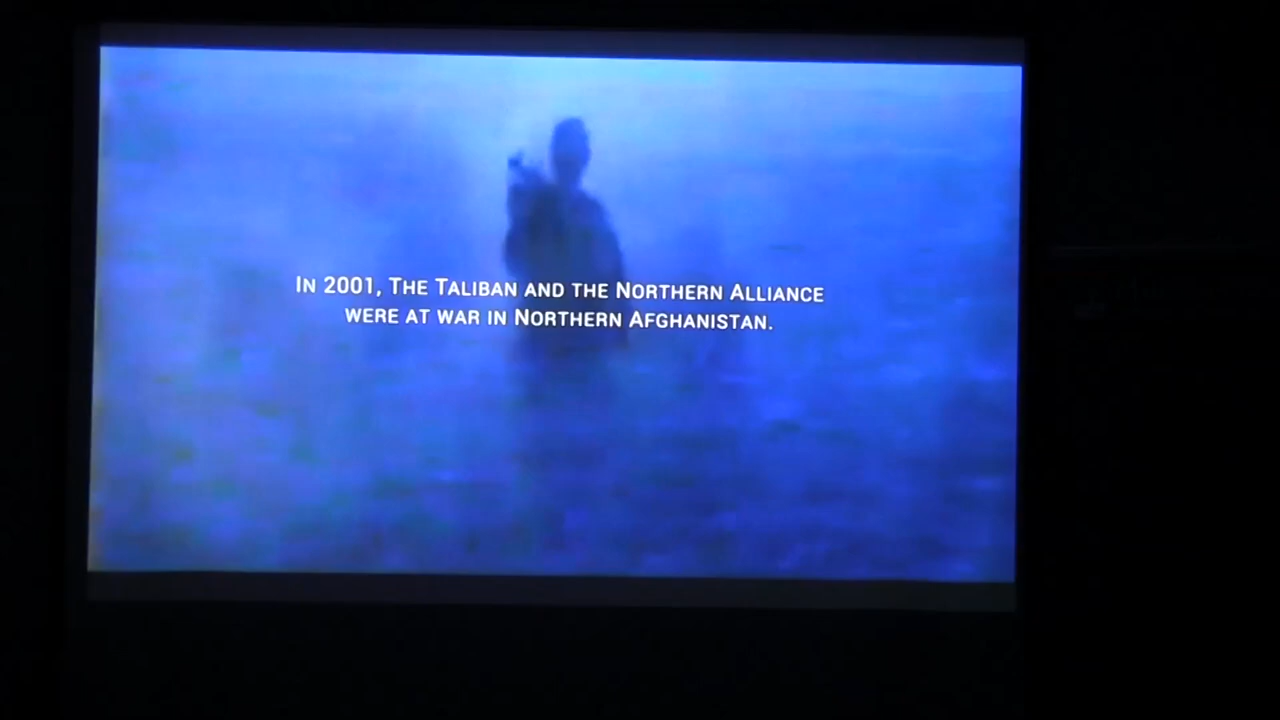 In 2001, The Taliban and the Northern Alliance
were at war in Northern Afghanistan.